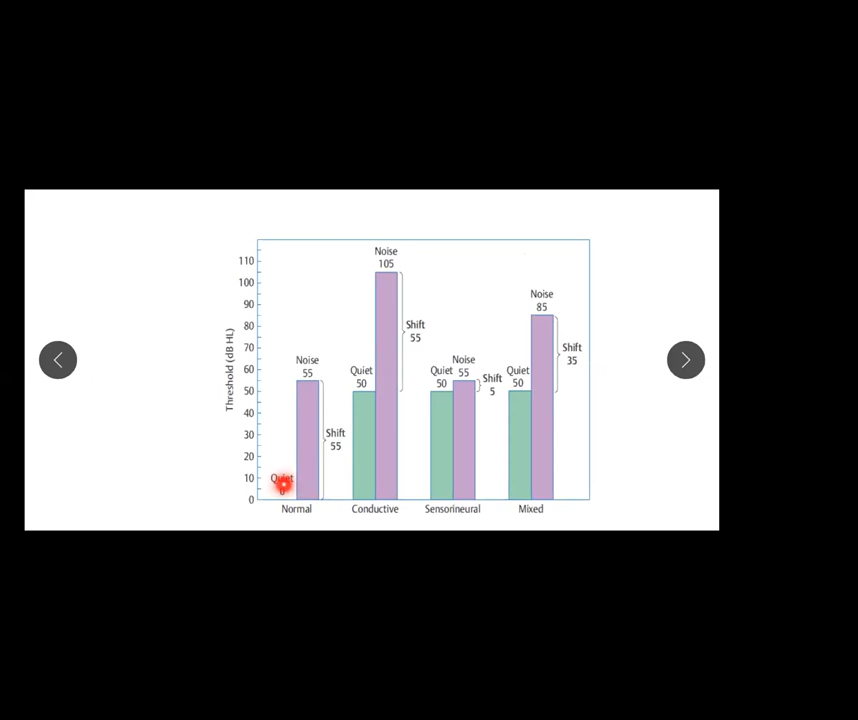 Threshold (dB HL)
110
100
90
80
70
60
50
40
30
20
10
0
Quiet
0
Noise
55
Shift
55
Quiet
50
Noise
105
Shift
55
Quiet
50
Noise
55
Shift
5
Quiet
50
Noise
85
Shift
35
Normal
Conductive
Sensorineural
Mixed